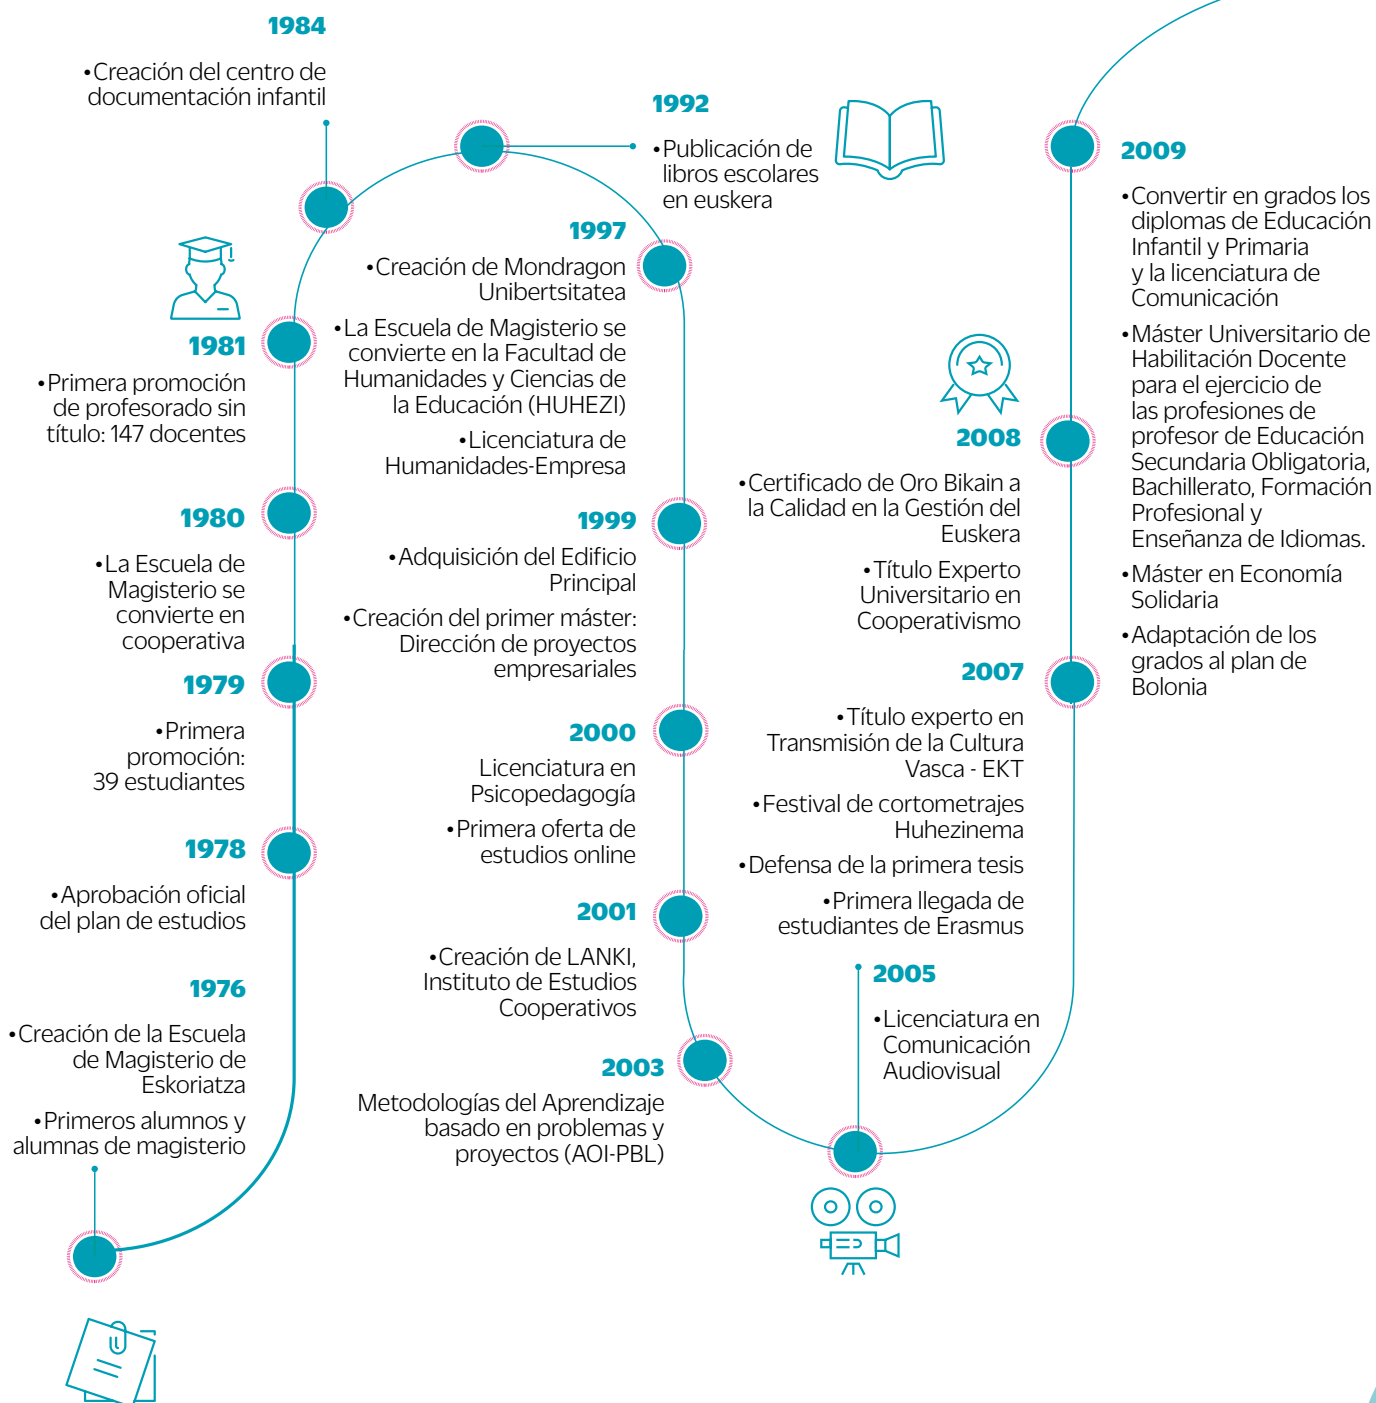 1984
•Creación del centro de
documentación infantil
1992
•Publicación de
libros escolares
en euskera
1997
•Creación de Mondragon
Unibertsitatea
•La Escuela de Magisterio se
convierte en la Facultad de
Humanidades y Ciencias de
la Educación (HUHEZI)
•Licenciatura de
Humanidades-Empresa
1981
•Primera promoción
de profesorado sin
título: 147 docentes
1980
•La Escuela de
Magisterio se
convierte en
cooperativa
1979
•Primera
promoción:
39 estudiantes
1978
•Aprobación oficial
del plan de estudios
1976
•Creación de la Escuela
de Magisterio de
Eskoriatza
•Primeros alumnos y
alumnas de magisterio
1999
•Adquisición del Edificio
Principal
•Creación del primer máster:
Dirección de proyectos
empresariales
2000
Licenciatura en
Psicopedagogía
•Primera oferta de
estudios online
2001
•Creación de LANKI,
Instituto de Estudios
Cooperativos
2003
Metodologías del Aprendizaje
basado en problemas y
proyectos (AOI-PBL)
2005
•Licenciatura en
Comunicación
Audiovisual
2007
•Título experto en
Transmisión de la Cultura
Vasca - EKT
•Festival de cortometrajes
Huhezinema
•Defensa de la primera tesis
•Primera llegada de
estudiantes de Erasmus
2008
•Certificado de Oro Bikain a
la Calidad en la Gestión del
Euskera
•Título Experto
Universitario en
Cooperativismo
2009
•Convertir en grados los
diplomas de Educación
Infantil y Primaria
y la licenciatura de
Comunicación
•Máster Universitario de
Habilitación Docente
para el ejercicio de
las profesiones de
profesor de Educación
Secundaria Obligatoria,
Bachillerato, Formación
Profesional y
Enseñanza de Idiomas.
•Máster en Economía
Solidaria
•Adaptación de los
grados al plan de
Bolonia